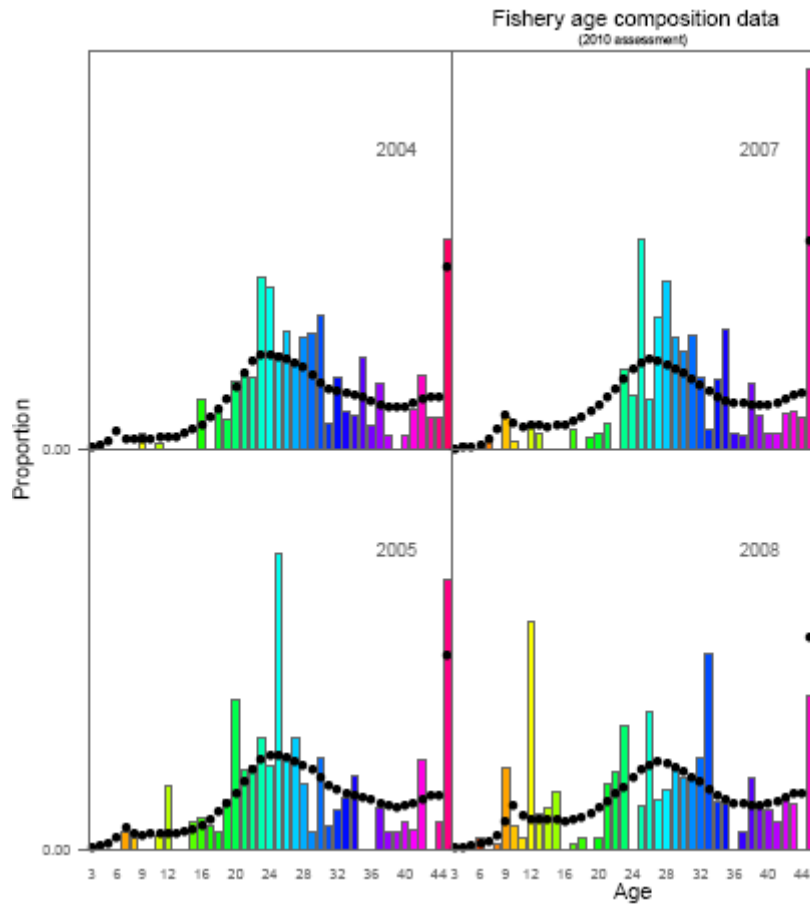 Fishery age composition data
(2010 assessment)
2004
2007
0.00
Proportion
2005
2008
0.00
3 6 9 12 16 20 24 28 32 36 40 44 3 6 9 12 16 20 24 28 32 36 40 44
Age